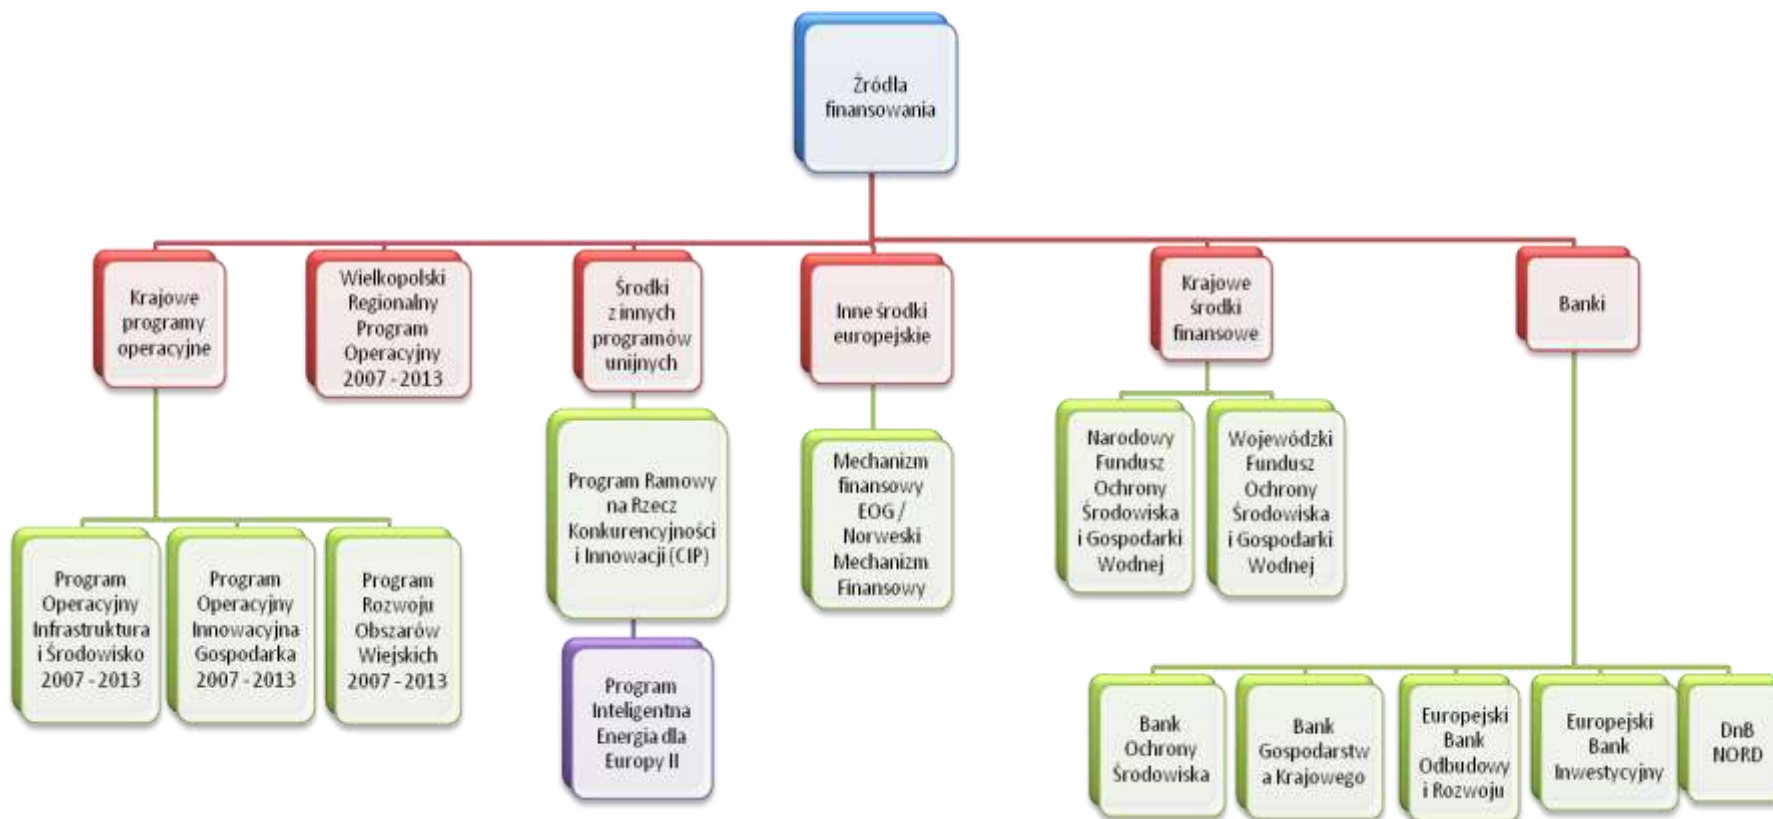 Źródła
finansowania
Krajowe
programy
operacyjne
Wielkopolski
Regionalny
Program
Operacyjny
2007 - 2013
Środki
z innych
programów
unijnych
Inne środki
europejskie
Krajowe
środki
finansowe
Banki
Program
Operacyjny
Infrastruktura
i Środowisko
2007 - 2013
Program
Operacyjny
Innowacyjna
Gospodarka
2007 - 2013
Program
Rozwoju
Obszarów
Wiejskich
2007 - 2013
Program Ramowy
na Rzecz
Konkurencyjności
i Innowacji (CIP)
Program
Inteligentna
Energia dla
Europy II
Mechanizm
finansowy
EOG /
Norweski
Mechanizm
Finansowy
Narodowy
Fundusz
Ochrony
Środowiska
i Gospodarki
Wodnej
Wojewódzki
Fundusz
Ochrony
Środowiska
i Gospodarki
Wodnej
Bank
Ochrony
Środowiska
Bank
Gospodarstw
a Krajowego
Europejski
Bank
Odbudowy
i Rozwoju
Europejski
Bank
Inwestycyjny
DnB
NORD